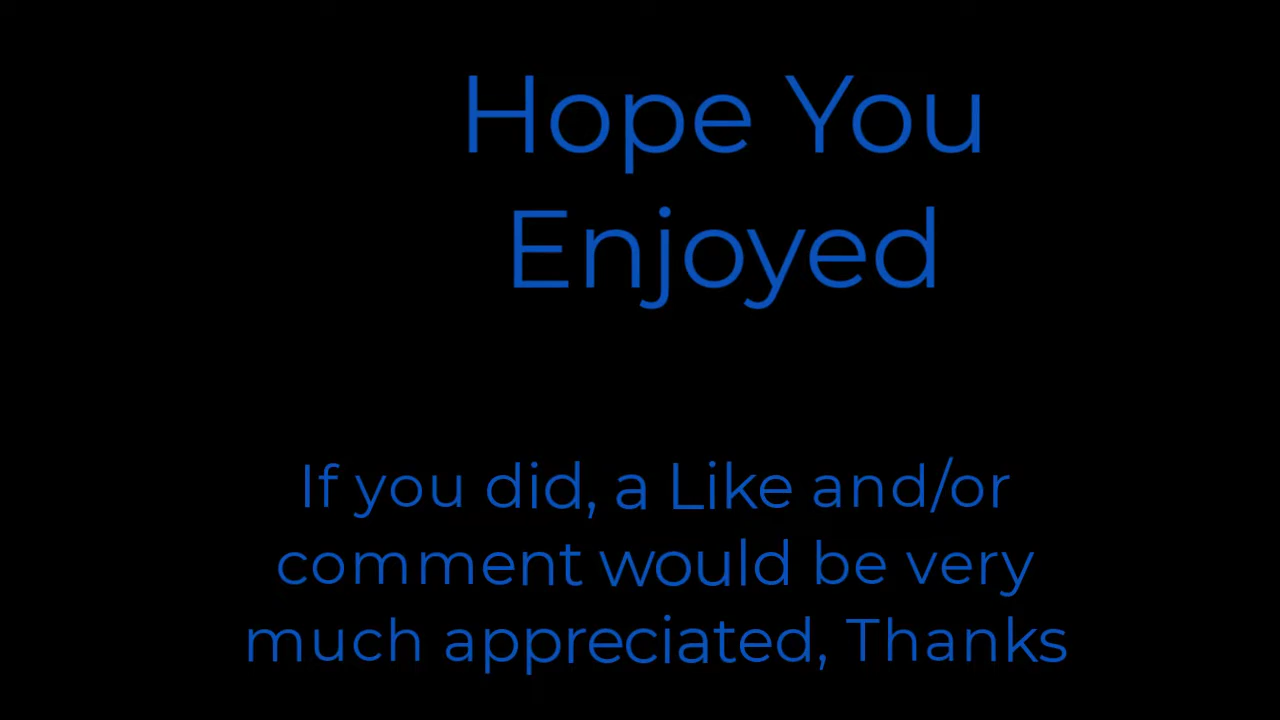 Hope You
Enjoyed
If you did, a Like and/or
comment would be very
much appreciated, Thanks